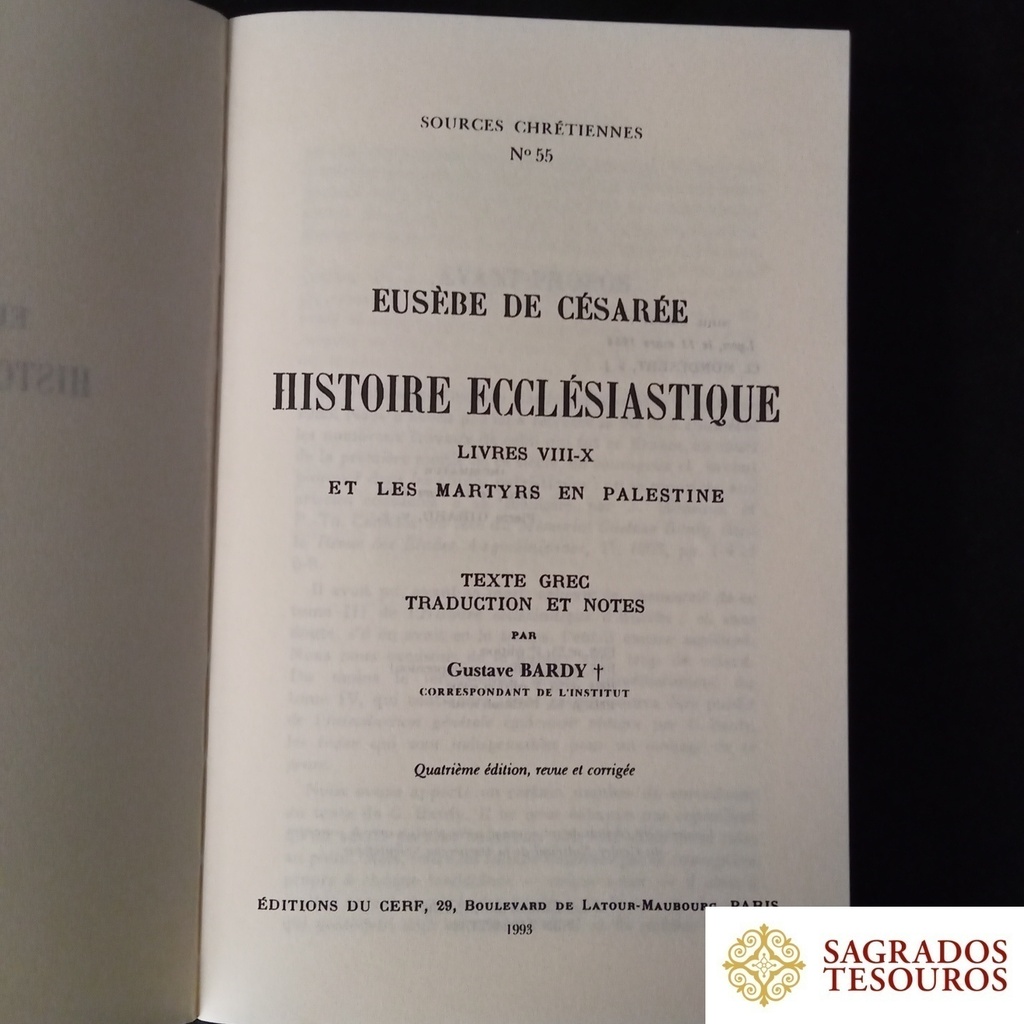 SOURCES CHRÉTIENNES
Nº 55
EUSÈBE DE CÉSARÉE
HISTOIRE ECCLÉSIASTIQUE
LIVRES VIII-X
ET LES MARTYRS EN PALESTINE
TEXTE GREC
TRADUCTION ET NOTES
PAR
Gustave BARDY †
CORRESPONDANT DE L'INSTITUT
Quatrième édition, revue et corrigée
ÉDITIONS DU CERF, 29, BOULEVARD DE LATOUR-MAUBOURG, PARIS
1993
SAGRADOS
TESOUROS